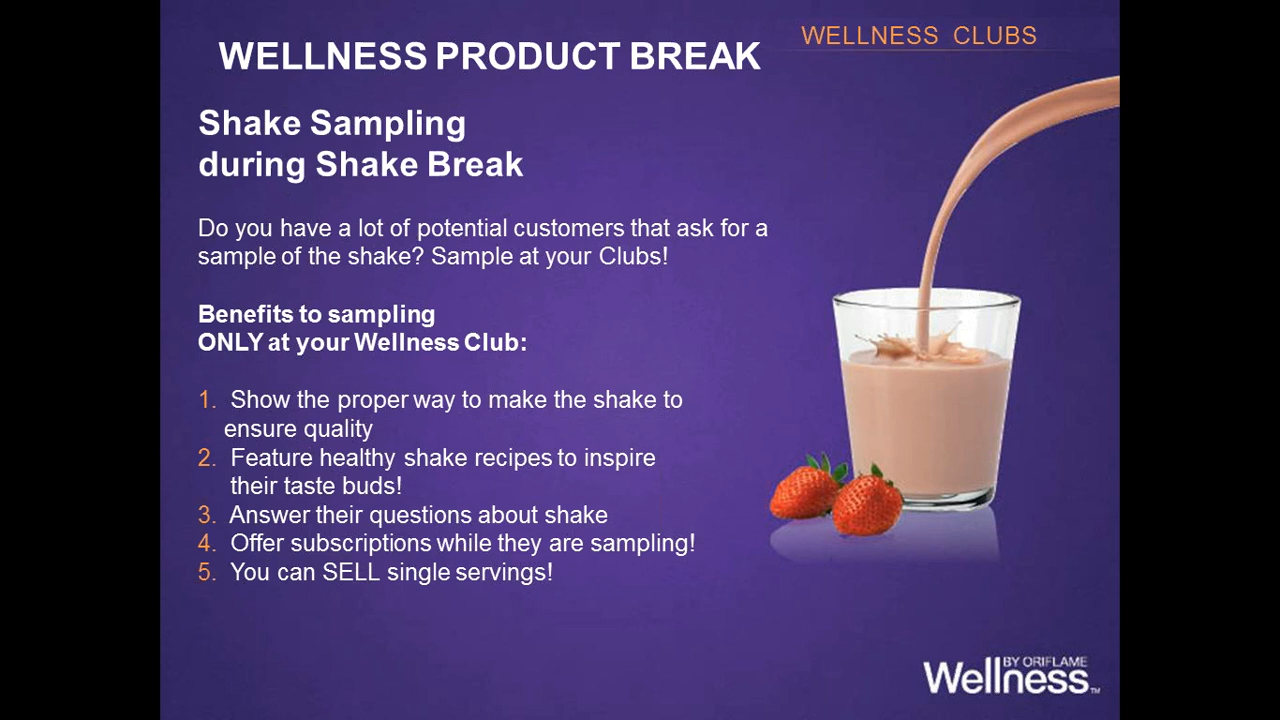 WELLNESS CLUBS
WELLNESS PRODUCT BREAK
Shake Sampling
during Shake Break
Do you have a lot of potential customers that ask for a
sample of the shake? Sample at your Clubs!
Benefits to sampling
ONLY at your Wellness Club:
1. Show the proper way to make the shake to
ensure quality
2. Feature healthy shake recipes to inspire
their taste buds!
3. Answer their questions about shake
4. Offer subscriptions while they are sampling!
5. You can SELL single servings!
BY ORIFLAME
Wellness™